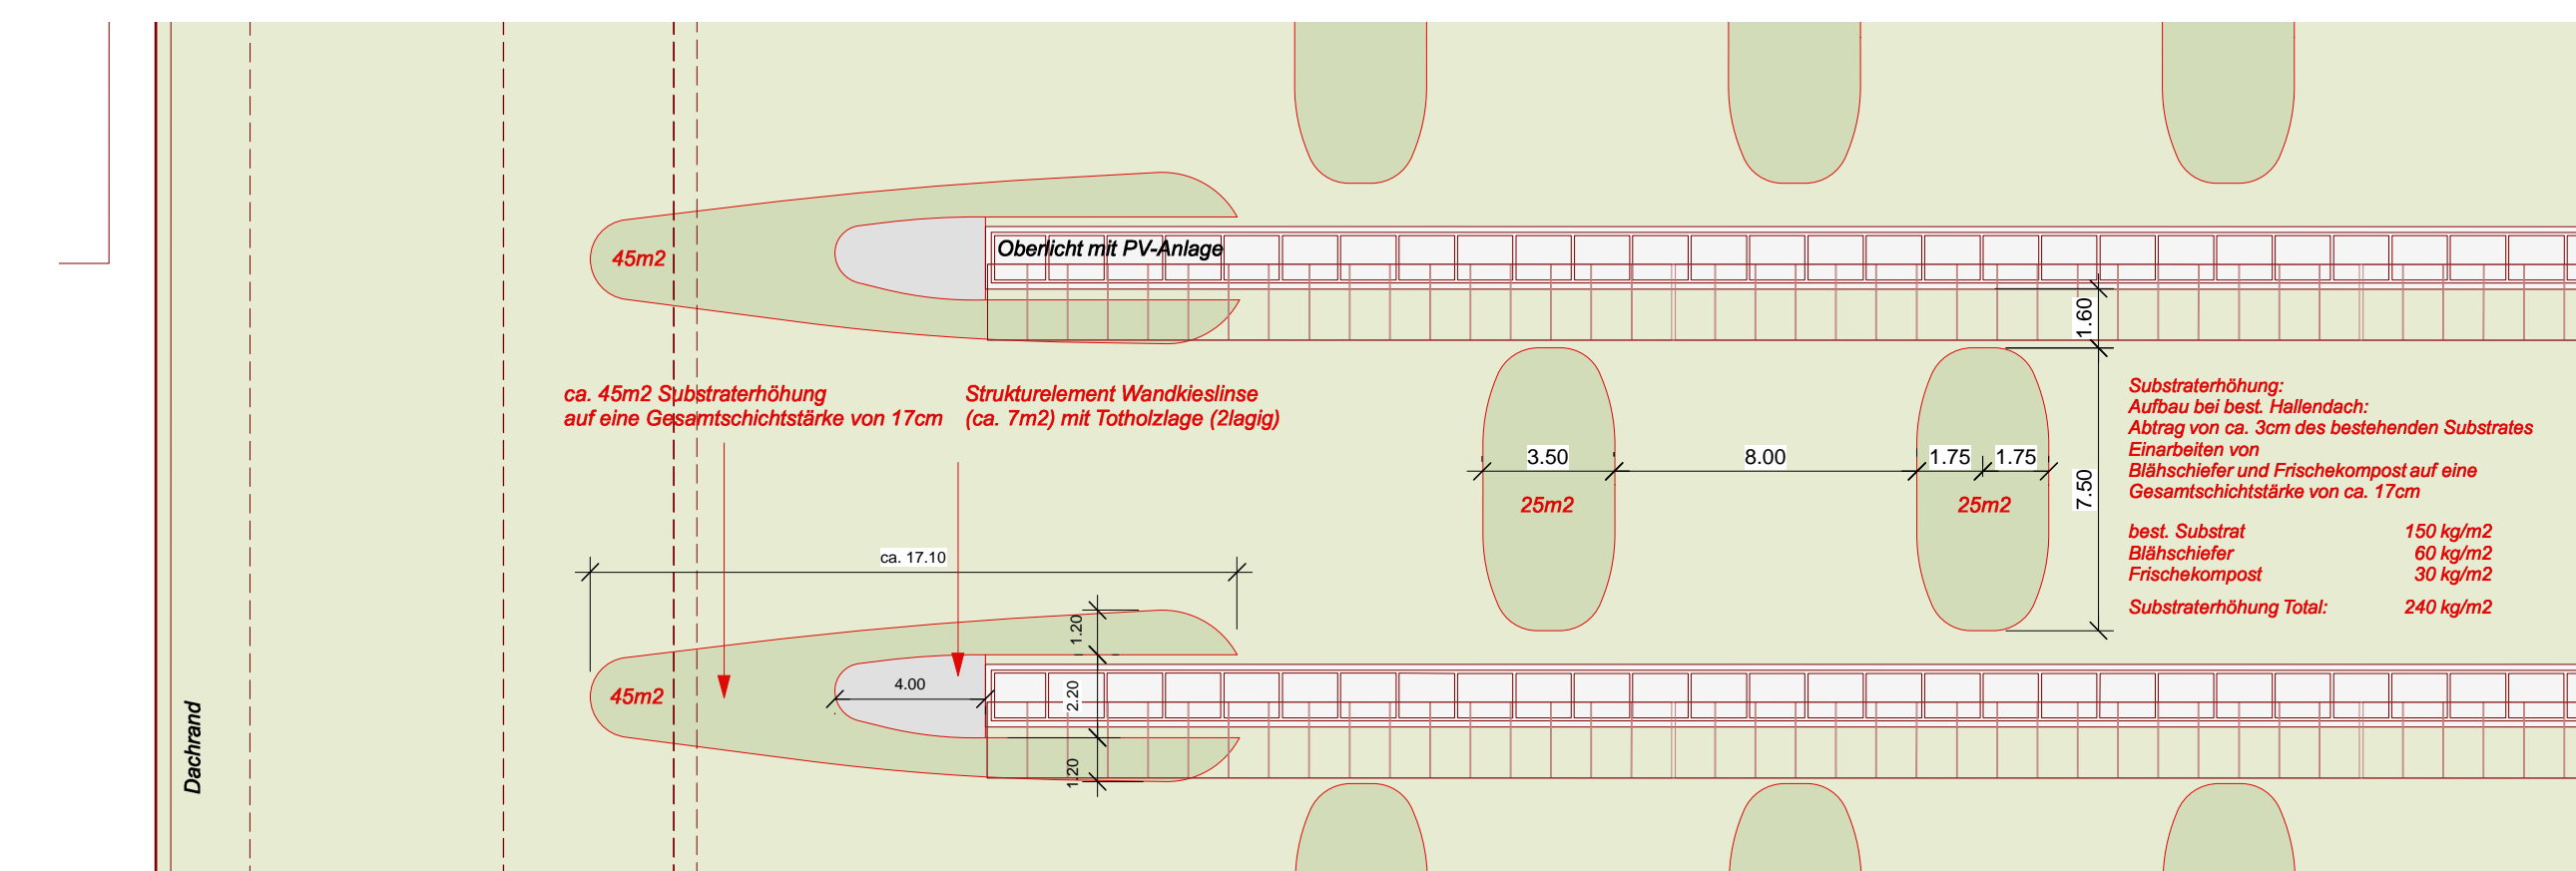 Oberlicht mit PV-Anlage
45m2
1.60
ca. 45m2 Substraterhöhung
auf eine Gesamtschichtstärke von 17cm
Strukturelement Wandkieslinse
(ca. 7m2) mit Totholzlage (2lagig)
3.50
8.00
1.75
1.75
25m2
25m2
7.50
Substraterhöhung:
Aufbau bei best. Hallendach:
Abtrag von ca. 3cm des bestehenden Substrates
Einarbeiten von
Blähschiefer und Frischekompost auf eine
Gesamtschichtstärke von ca. 17cm
best. Substrat 150 kg/m2
Blähschiefer 60 kg/m2
Frischekompost 30 kg/m2
Substraterhöhung Total: 240 kg/m2
ca. 17.10
1.20
45m2
4.00
2.20
1.20
Dachrand